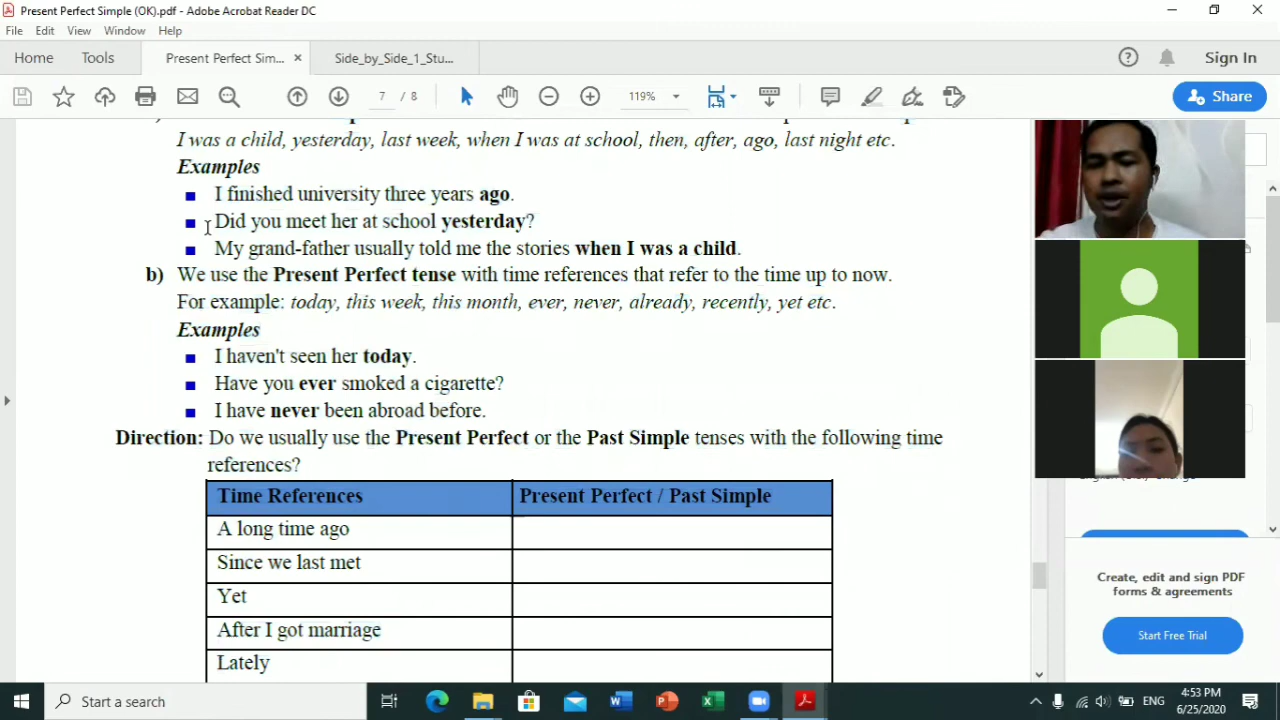 Present Perfect Simple (OK).pdf - Adobe Acrobat Reader DC
File Edit View Window Help
Home Tools Present Perfect Sim... × Side_by_Side_1_Stu... Sign In
7 / 8 119% Share
I was a child, yesterday, last week, when I was at school, then, after, ago, last night etc.
Examples
I finished university three years ago.
Did you meet her at school yesterday?
My grand-father usually told me the stories when I was a child.
b) We use the Present Perfect tense with time references that refer to the time up to now.
For example: today, this week, this month, ever, never, already, recently, yet etc.
Examples
I haven't seen her today.
Have you ever smoked a cigarette?
I have never been abroad before.
Direction: Do we usually use the Present Perfect or the Past Simple tenses with the following time
references?
Time References Present Perfect / Past Simple
A long time ago
Since we last met
Yet
After I got marriage
Lately
Create, edit and sign PDF
forms & agreements
Start Free Trial
Start a search
ENG
4:53 PM
6/25/2020